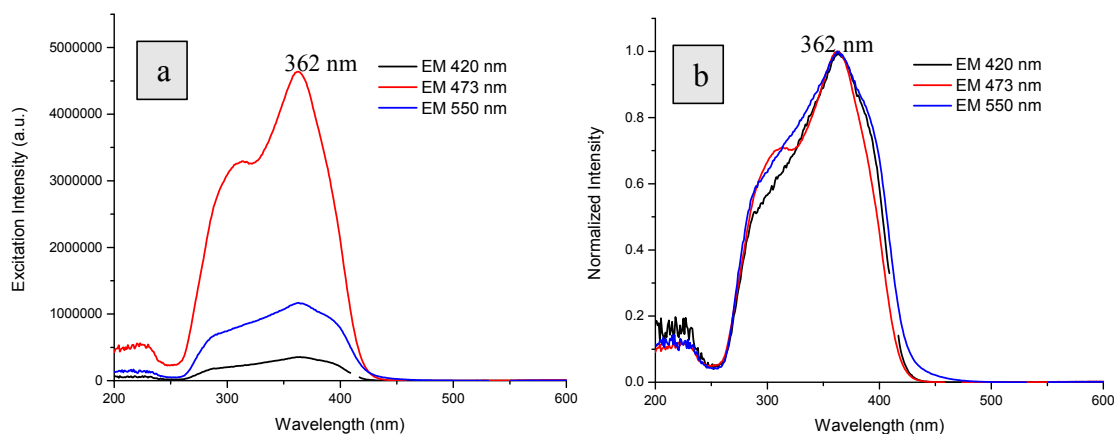 a
362 nm
EM 420 nm
EM 473 nm
EM 550 nm
Excitation Intensity (a.u.)
5000000
4000000
3000000
2000000
1000000
0
200
300
400
500
600
Wavelength (nm)
b
362 nm
EM 420 nm
EM 473 nm
EM 550 nm
Normalized Intensity
1.0
0.8
0.6
0.4
0.2
0.0
200
300
400
500
600
Wavelength (nm)